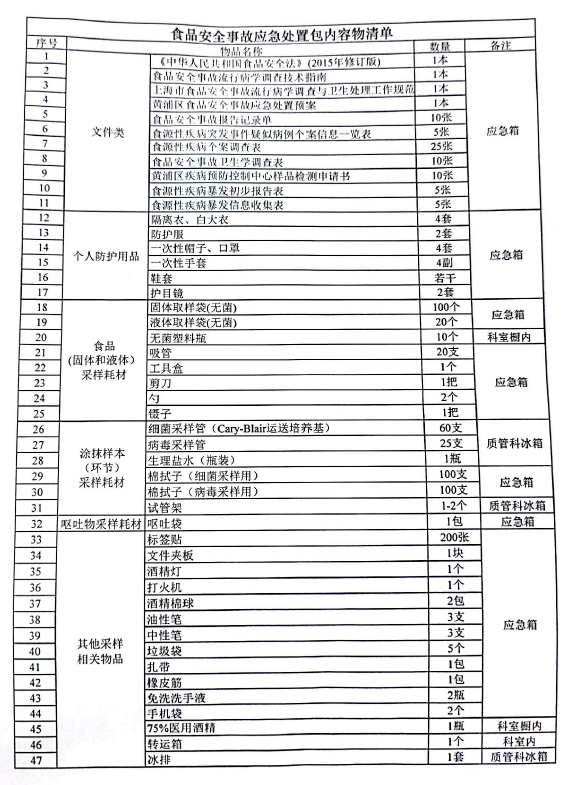 食品安全事故应急处置包内容物清单
序号 物品名称 数量 备注
1 《中华人民共和国食品安全法》(2015年修订版) 1本
2 食品安全事故流行病学调查技术指南 1本
3 上海市食品安全事故流行病学调查与卫生处理工作规范 1本
4 黄浦区食品安全事故应急处置预案 1本
5 食品安全事故报告记录单 10张
6 食源性疾病突发事件疑似病例个案信息一览表 5张
7 文件类 食源性疾病个案调查表 25张 应急箱
8 食品安全事故卫生学调查表 10张
9 黄浦区疾病预防控制中心样品检测申请书 10张
10 食源性疾病暴发初步报告表 5张
11 食源性疾病暴发信息收集表 5张
12 隔离衣、白大衣 4套
13 防护服 2套
14 个人防护用品 一次性帽子、口罩 4套 应急箱
15 一次性手套 4副
16 鞋套 若干
17 护目镜 2套
18 固体取样袋(无菌) 100个 应急箱
19 液体取样袋(无菌) 20个
20 食品 无菌塑料瓶 10个 科室橱内
21 (固体和液体) 吸管 20支
22 采样耗材 工具盒 1个
23 剪刀 1把 应急箱
24 勺 2个
25 镊子 1把
26 细菌采样管（Cary-Blair运送培养基） 60支
27 涂抹样本 病毒采样管 25支 质管科冰箱
28 （环节） 生理盐水（瓶装） 1瓶
29 采样耗材 棉拭子（细菌采样用） 100支 应急箱
30 棉拭子（病毒采样用） 100支
31 试管架 1-2个 质管科冰箱
32 呕吐物采样耗材 呕吐袋 1包 应急箱
33 标签贴 200张
34 文件夹板 1块
35 酒精灯 1个
36 打火机 1个
37 酒精棉球 2包
38 油性笔 3支 应急箱
39 其他采样 中性笔 3支
40 相关物品 垃圾袋 5个
41 扎带 1包
42 橡皮筋 1包
43 免洗洗手液 2瓶
44 手机袋 2个
45 75%医用酒精 1瓶 科室橱内
46 转运箱 1个 科室内
47 冰排 1套 质管科冰箱